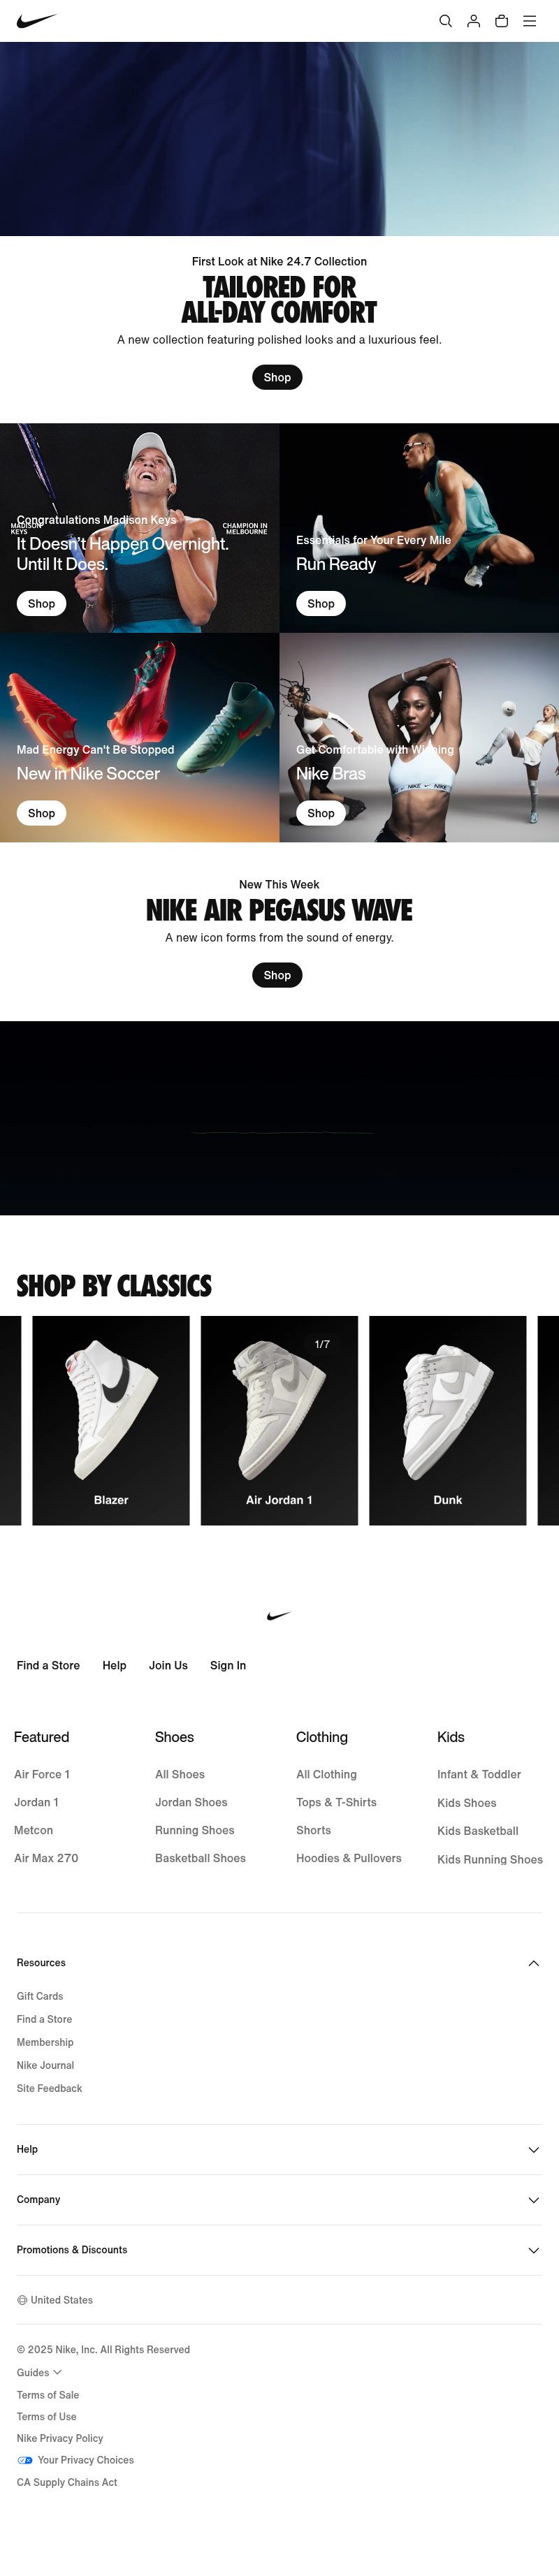 First Look at Nike 24.7 Collection
TAILORED FOR
ALL-DAY COMFORT
A new collection featuring polished looks and a luxurious feel.
Shop
MADISON
KEYS
CHAMPION IN
MELBOURNE
Congratulations Madison Keys
It Doesn’t Happen Overnight.
Until It Does.
Shop
Essentials for Your Every Mile
Run Ready
Shop
Mad Energy Can't Be Stopped
New in Nike Soccer
Shop
Get Comfortable with Winning
Nike Bras
NIKE
NIKE
Shop
New This Week
NIKE AIR PEGASUS WAVE
A new icon forms from the sound of energy.
Shop
SHOP BY CLASSICS
1/7
Blazer
Air Jordan 1
Dunk
Find a Store
Help
Join Us
Sign In
Featured
Air Force 1
Jordan 1
Metcon
Air Max 270
Shoes
All Shoes
Jordan Shoes
Running Shoes
Basketball Shoes
Clothing
All Clothing
Tops & T-Shirts
Shorts
Hoodies & Pullovers
Kids
Infant & Toddler
Kids Shoes
Kids Basketball
Kids Running Shoes
Resources
Gift Cards
Find a Store
Membership
Nike Journal
Site Feedback
Help
Company
Promotions & Discounts
United States
© 2025 Nike, Inc. All Rights Reserved
Guides
Terms of Sale
Terms of Use
Nike Privacy Policy
Your Privacy Choices
CA Supply Chains Act